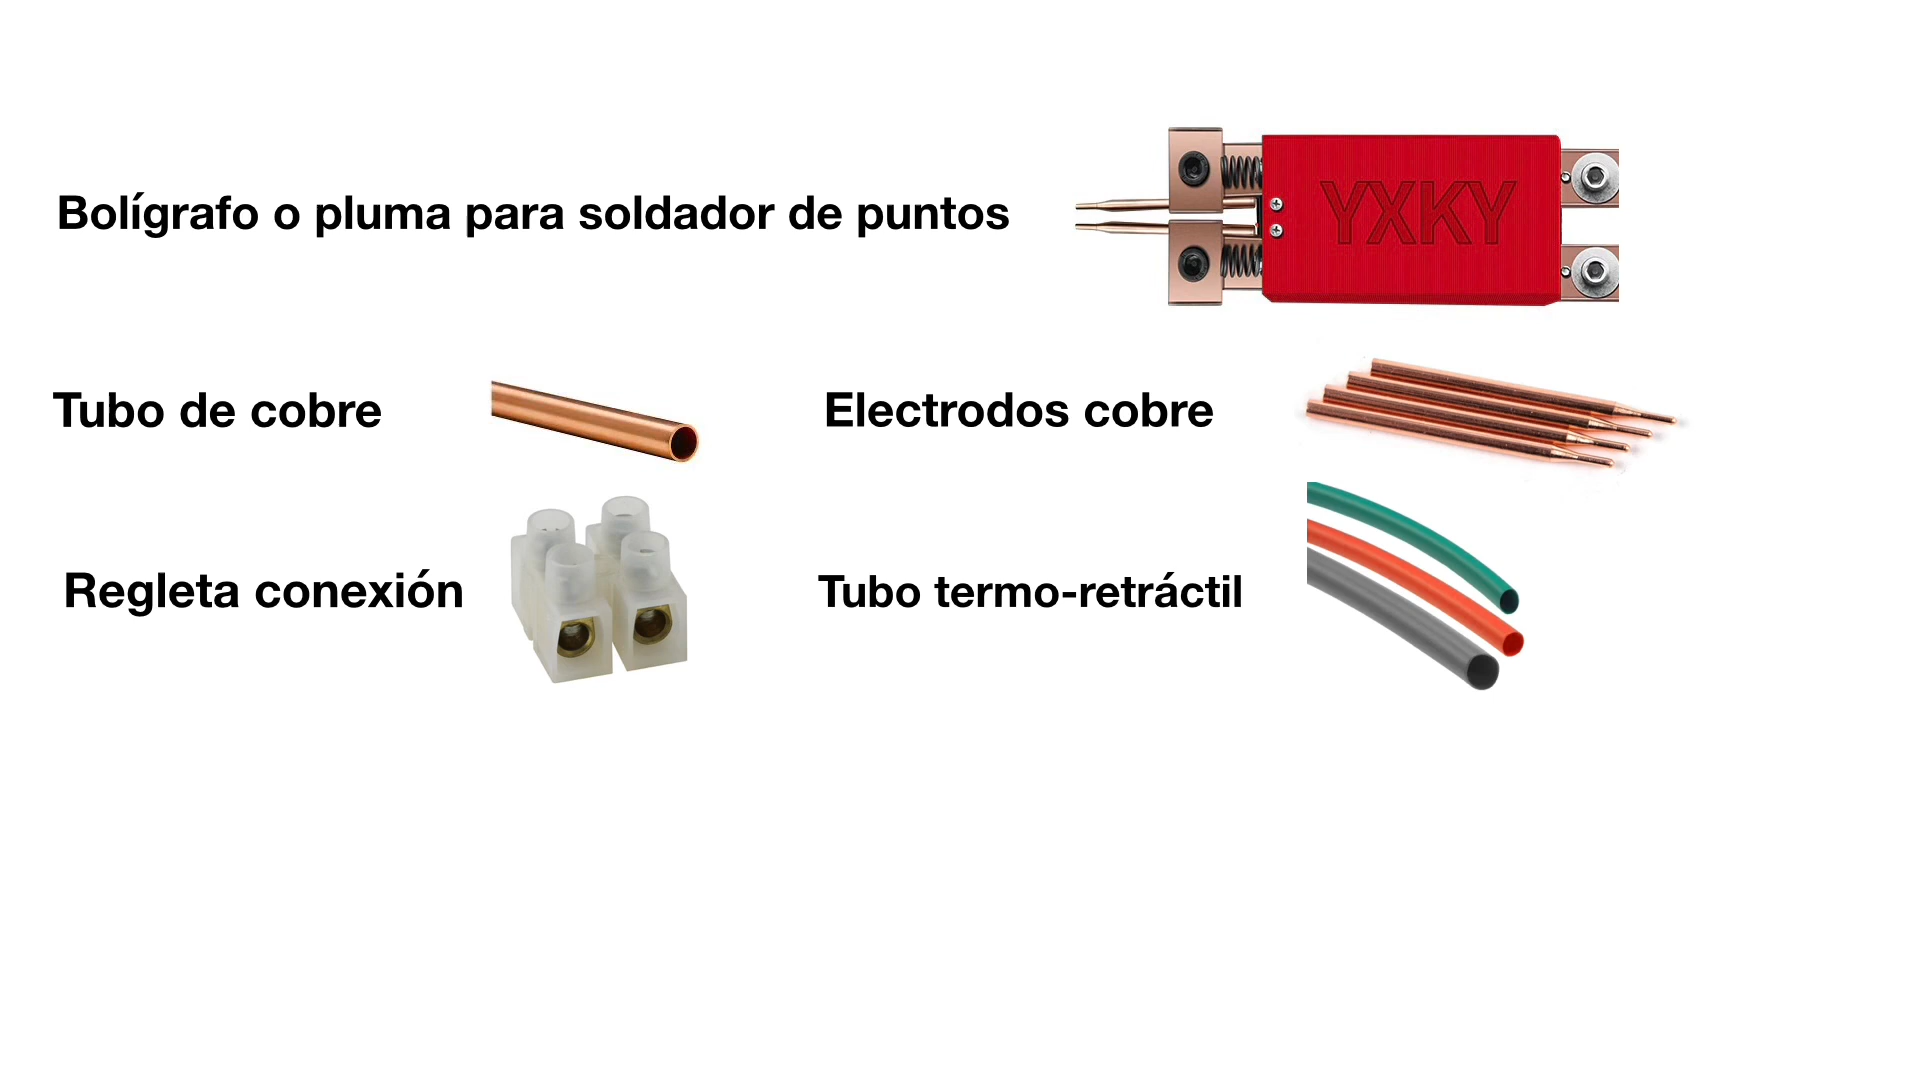 Bolígrafo o pluma para soldador de puntos
YXKY
Tubo de cobre
Electrodos cobre
Regleta conexión
Tubo termo-retráctil